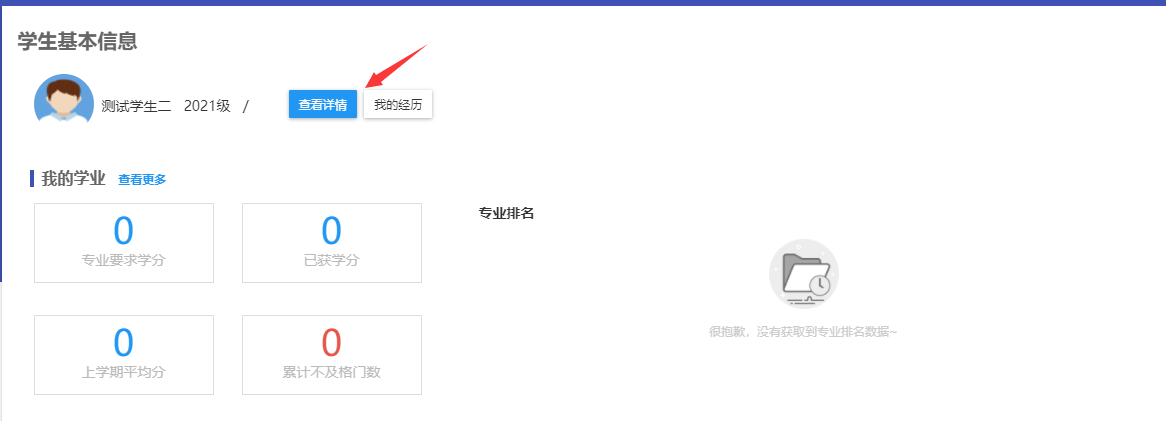 学生基本信息
测试学生二 2021级 /
查看详情
我的经历
我的学业 查看更多
0
专业要求学分
0
已获学分
0
上学期平均分
0
累计不及格门数
专业排名
很抱歉，没有获取到专业排名数据~